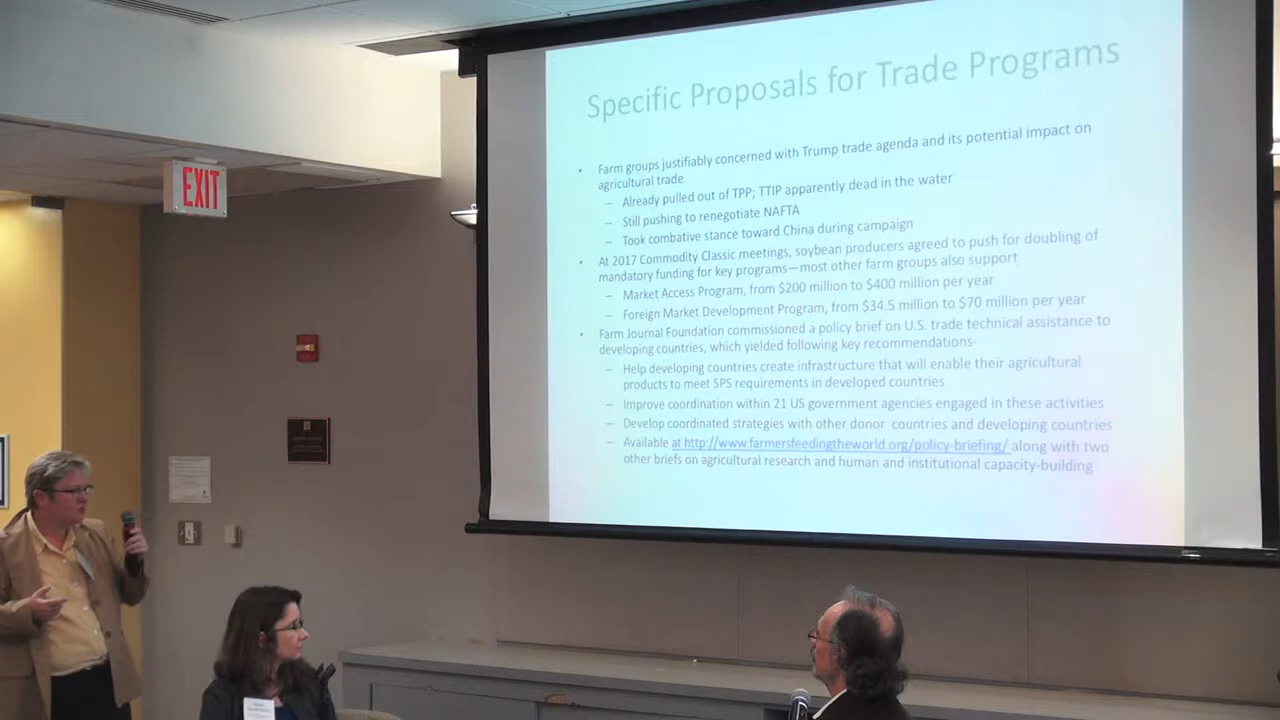 Specific Proposals for Trade Programs
• Farm groups justifiably concerned with Trump trade agenda and its potential impact on
agricultural trade
– Already pulled out of TPP; TTIP apparently dead in the water
– Still pushing to renegotiate NAFTA
– Took combative stance toward China during campaign
• At 2017 Commodity Classic meetings, soybean producers agreed to push for doubling of
mandatory funding for key programs—most other farm groups also support
– Market Access Program, from $200 million to $400 million per year
– Foreign Market Development Program, from $34.5 million to $70 million per year
• Farm Journal Foundation commissioned a policy brief on U.S. trade technical assistance to
developing countries, which yielded following key recommendations-
– Help developing countries create infrastructure that will enable their agricultural
products to meet SPS requirements in developed countries
– Improve coordination within 21 US government agencies engaged in these activities
– Develop coordinated strategies with other donor countries and developing countries
– Available at http://www.farmersfeedingtheworld.org/policy-briefing/ along with two
other briefs on agricultural research and human and institutional capacity-building
EXIT